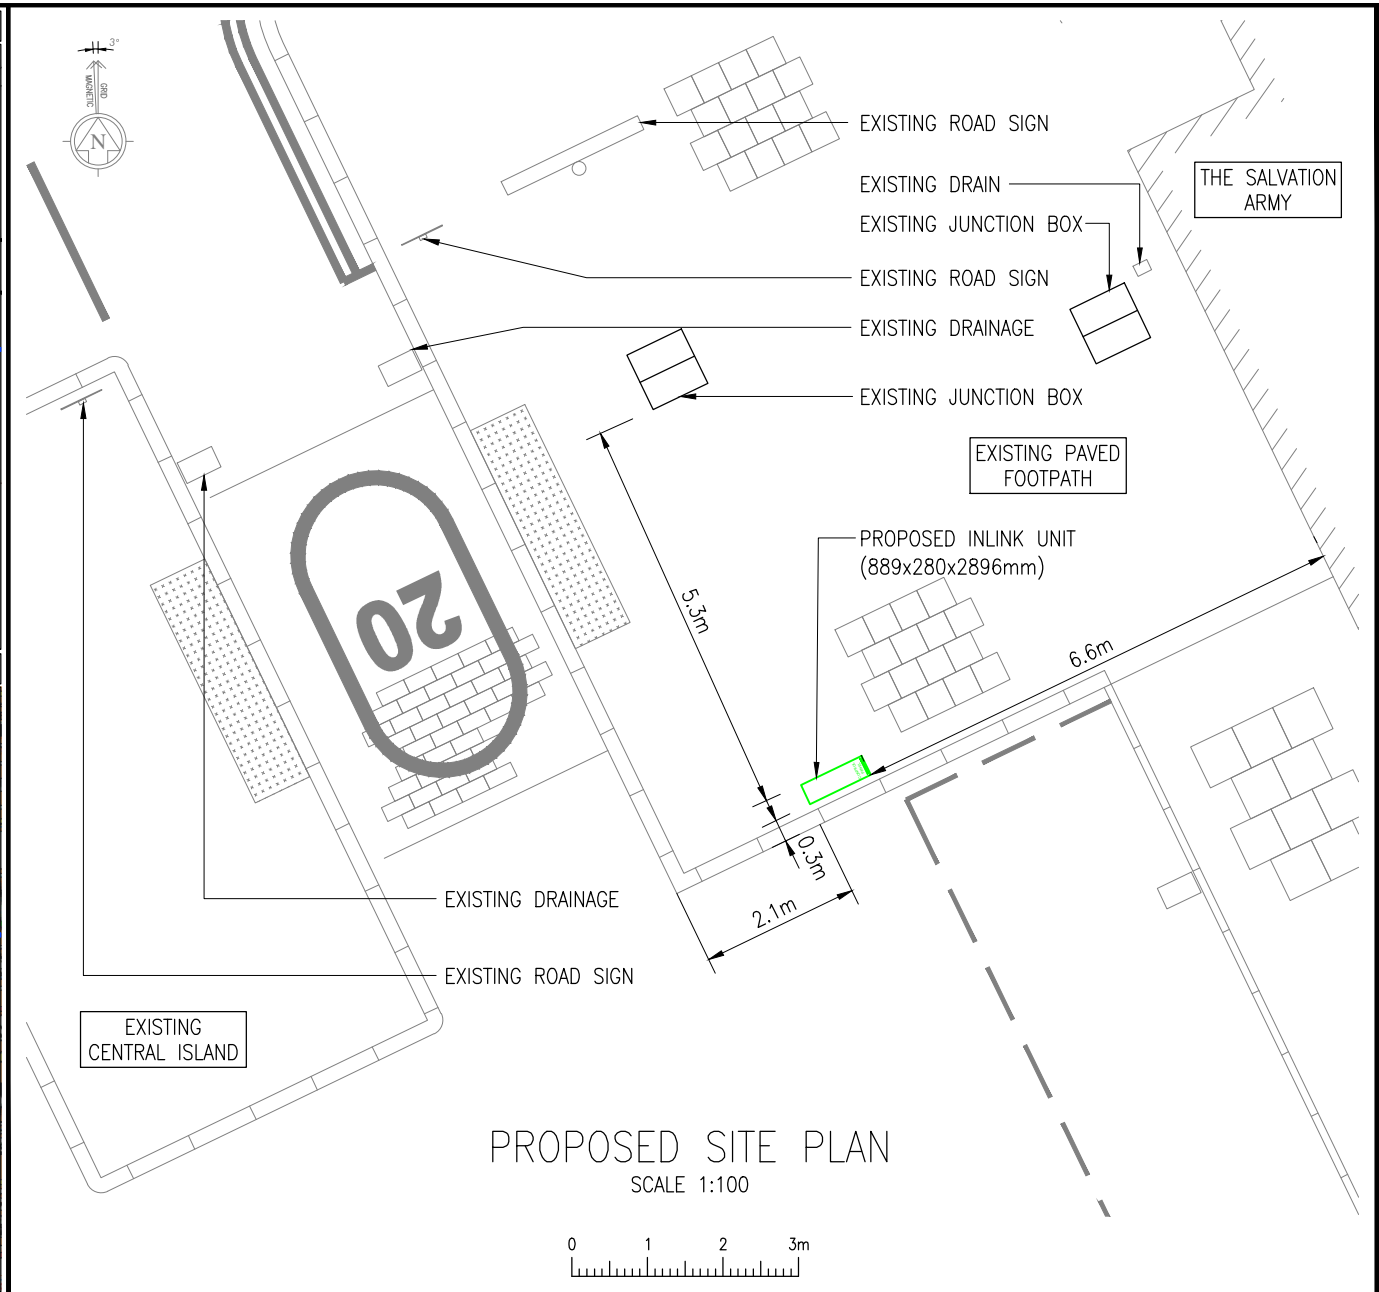 3°
MAGNETIC
GRID
N
EXISTING ROAD SIGN
EXISTING DRAIN
EXISTING JUNCTION BOX
EXISTING ROAD SIGN
EXISTING DRAINAGE
EXISTING JUNCTION BOX
THE SALVATION
ARMY
EXISTING PAVED
FOOTPATH
PROPOSED INLINK UNIT
(889x280x2896mm)
5.3m
6.6m
20
0.3m
2.1m
EXISTING DRAINAGE
EXISTING ROAD SIGN
EXISTING
CENTRAL ISLAND
PROPOSED SITE PLAN
SCALE 1:100
0 1 2 3m